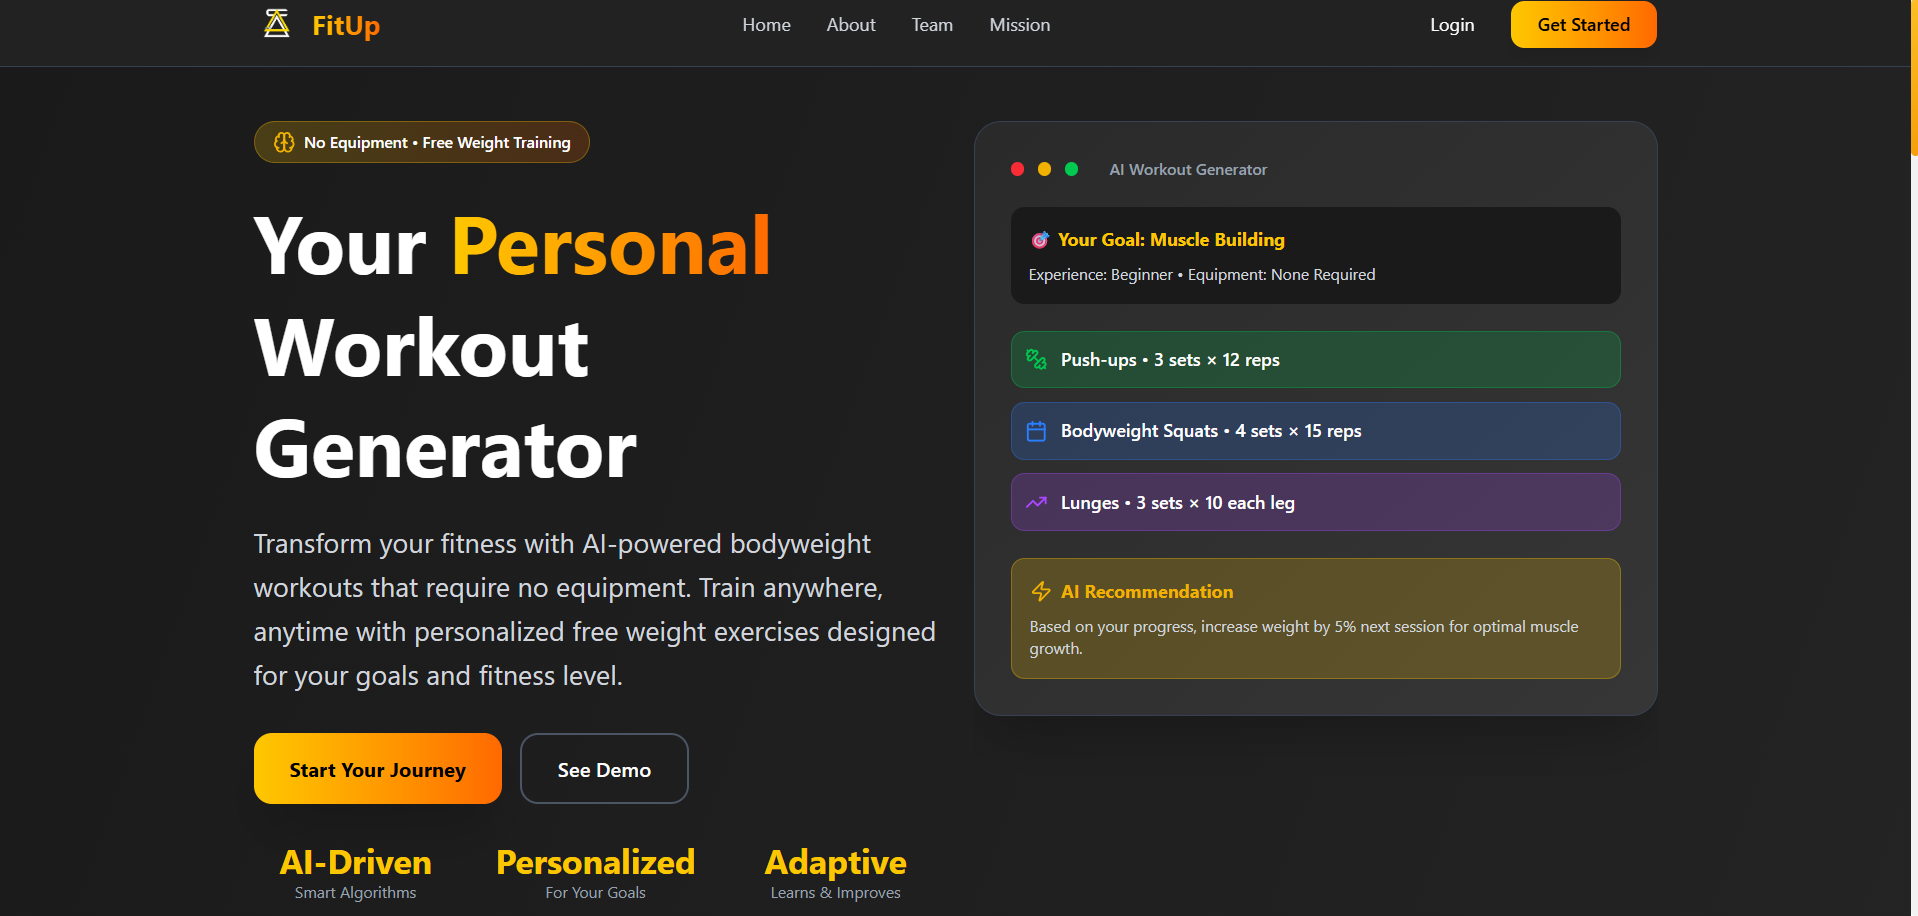 FitUp
Home
About
Team
Mission
Login
Get Started
No Equipment • Free Weight Training
Your Personal
Workout
Generator
Transform your fitness with AI-powered bodyweight
workouts that require no equipment. Train anywhere,
anytime with personalized free weight exercises designed
for your goals and fitness level.
Start Your Journey
See Demo
AI-Driven
Smart Algorithms
Personalized
For Your Goals
Adaptive
Learns & Improves
AI Workout Generator
Your Goal: Muscle Building
Experience: Beginner • Equipment: None Required
Push-ups • 3 sets × 12 reps
Bodyweight Squats • 4 sets × 15 reps
Lunges • 3 sets × 10 each leg
AI Recommendation
Based on your progress, increase weight by 5% next session for optimal muscle
growth.